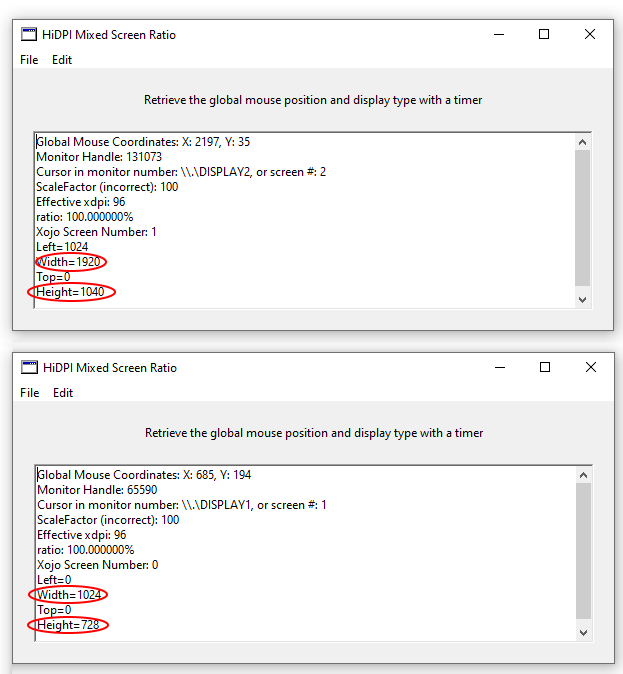 HiDPI Mixed Screen Ratio
File Edit
Retrieve the global mouse position and display type with a timer
Global Mouse Coordinates: X: 2197, Y: 35
Monitor Handle: 131073
Cursor in monitor number: \\.\DISPLAY2, or screen #: 2
ScaleFactor (incorrect): 100
Effective xdpi: 96
ratio: 100.000000%
Xojo Screen Number: 1
Left=1024
Width=1920
Top=0
Height=1040
HiDPI Mixed Screen Ratio
File Edit
Retrieve the global mouse position and display type with a timer
Global Mouse Coordinates: X: 685, Y: 194
Monitor Handle: 65590
Cursor in monitor number: \\.\DISPLAY1, or screen #: 1
ScaleFactor (incorrect): 100
Effective xdpi: 96
ratio: 100.000000%
Xojo Screen Number: 0
Left=0
Width=1024
Top=0
Height=728